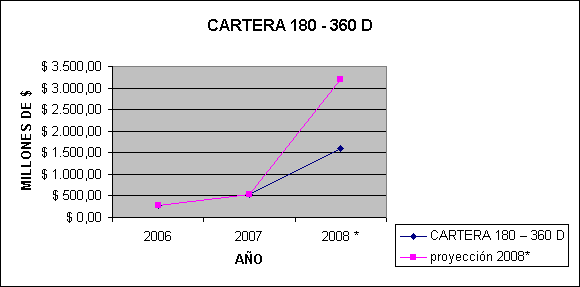 CARTERA 180 - 360 D
MILLONES DE $
$ 3.500,00
$ 3.000,00
$ 2.500,00
$ 2.000,00
$ 1.500,00
$ 1.000,00
$ 500,00
$ 0,00
2006
2007
2008 *
AÑO
CARTERA 180 – 360 D
proyección 2008*